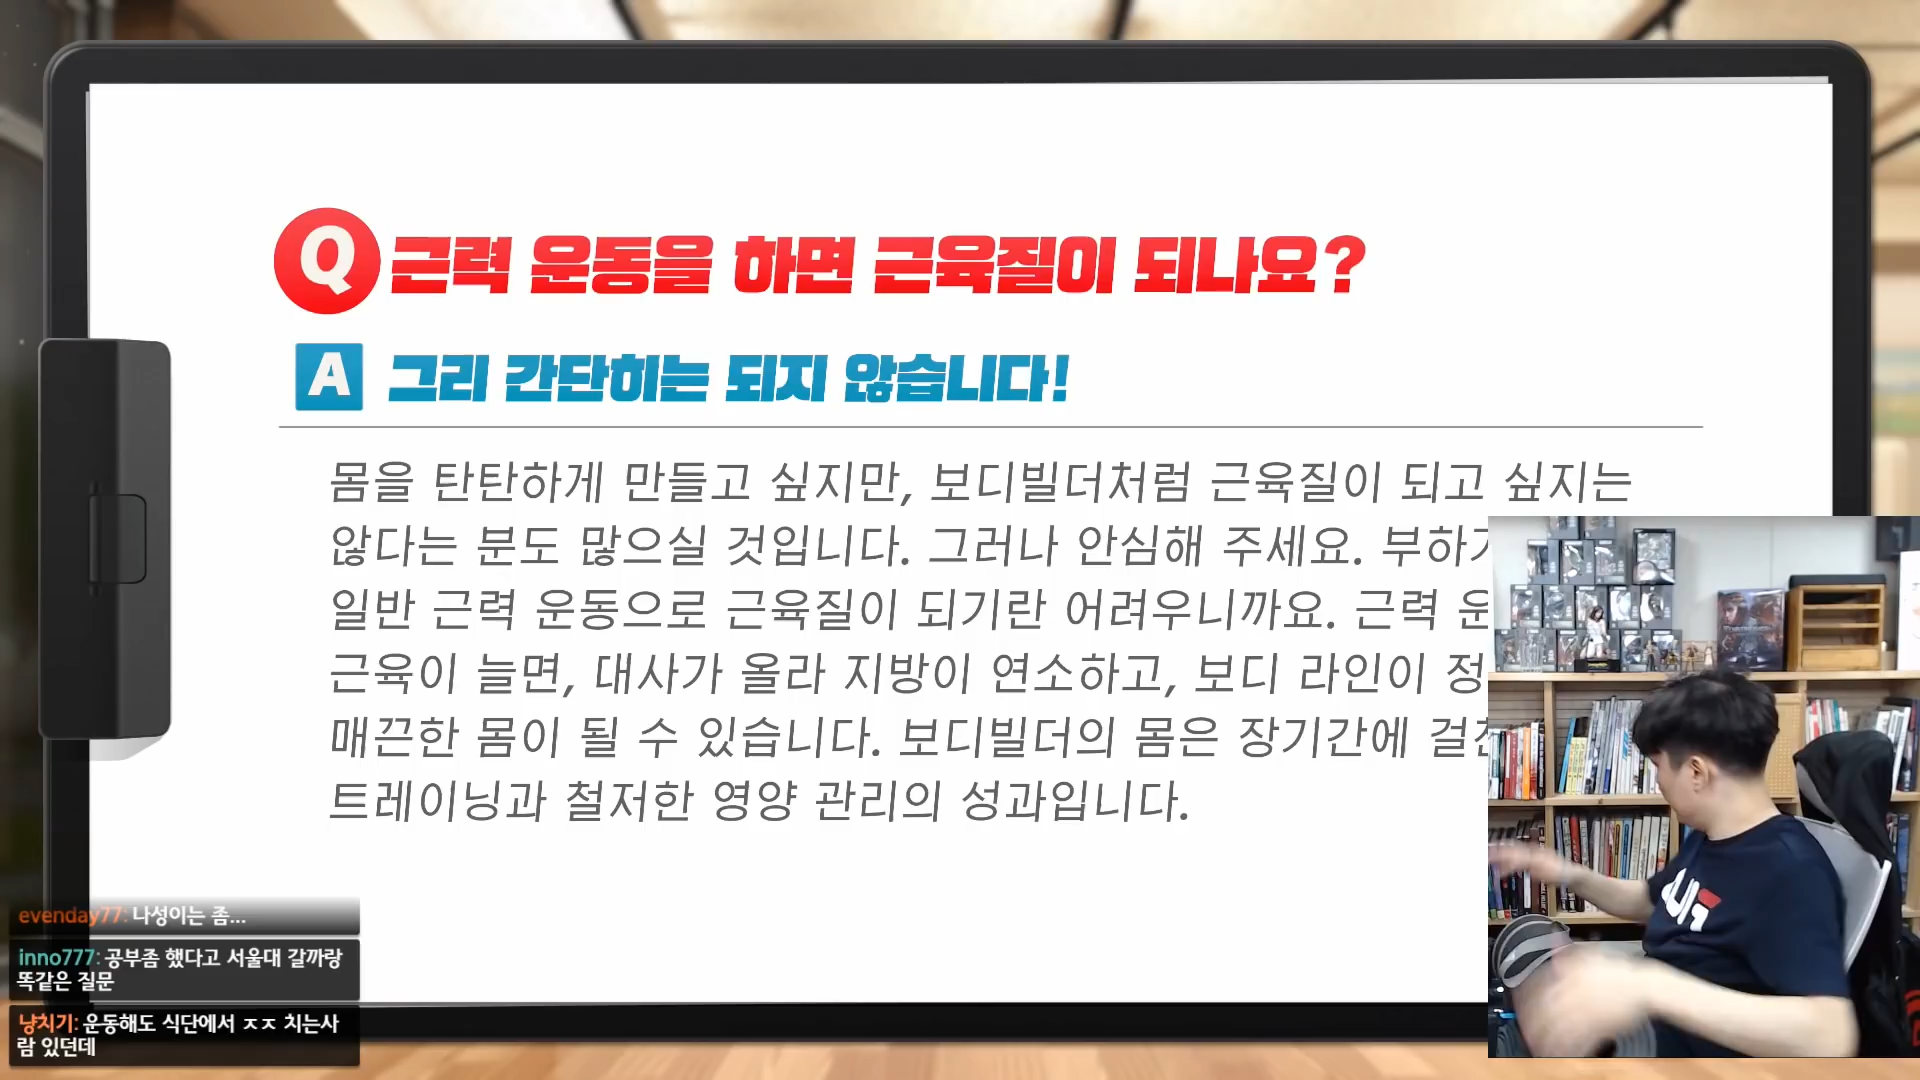 Q 근력 운동을 하면 근육질이 되나요?
A 그리 간단히는 되지 않습니다!
몸을 탄탄하게 만들고 싶지만, 보디빌더처럼 근육질이 되고 싶지는
않다는 분도 많으실 것입니다. 그러나 안심해 주세요.
일반 근력 운동으로 근육질이 되기란 어려우니까요. 근력
근육이 늘면, 대사가 올라 지방이 연소하고, 보디 라인이
매끈한 몸이 될 수 있습니다. 보디빌더의 몸은 장기간에
트레이닝과 철저한 영양 관리의 성과입니다.
evenday77: 나성이는 좀...
inno777: 공부좀 했다고 서울대 갈까랑
똑같은 질문
냥치기: 운동해도 식단에서 ㅈㅈ 치는사
람 있던데